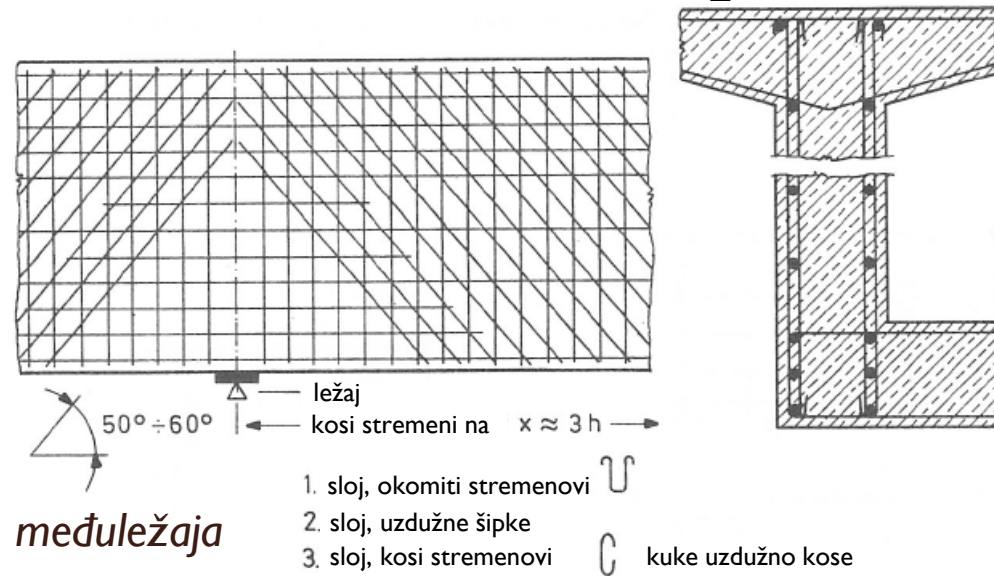 ležaj
50° ÷ 60°
kosi stremeni na x ≈ 3h
1. sloj, okomiti stremenovi
2. sloj, uzdužne šipke
3. sloj, kosi stremenovi kuke uzdužno kose
međuležaja